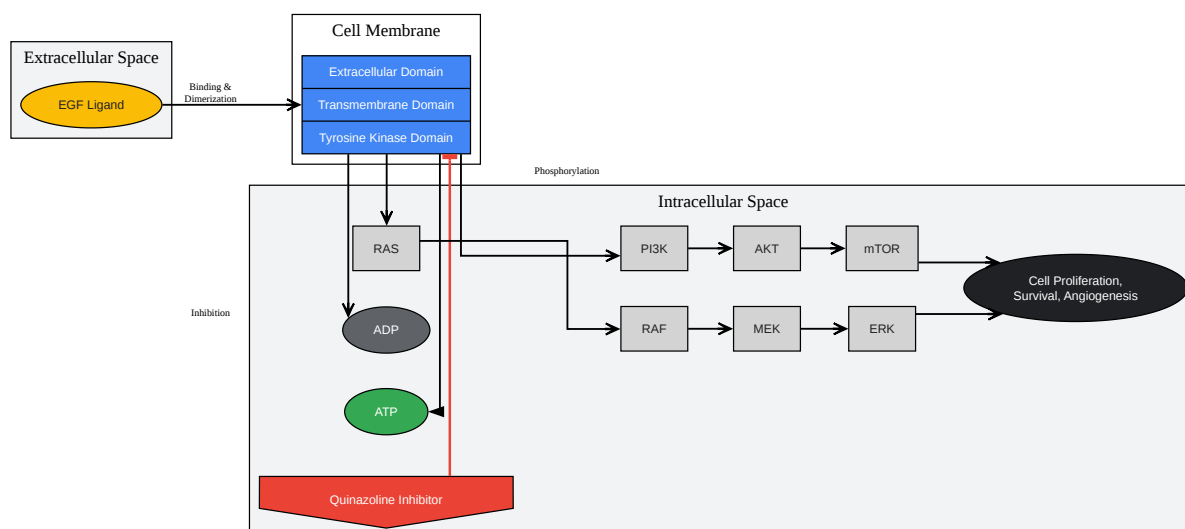 Cell Membrane
Extracellular Space
Extracellular Domain
EGF Ligand
Binding &
Dimerization
Transmembrane Domain
Tyrosine Kinase Domain
Phosphorylation
Intracellular Space
RAS
PI3K
AKT
mTOR
Cell Proliferation,
Survival, Angiogenesis
Inhibition
ADP
RAF
MEK
ERK
ATP
Quinazoline Inhibitor